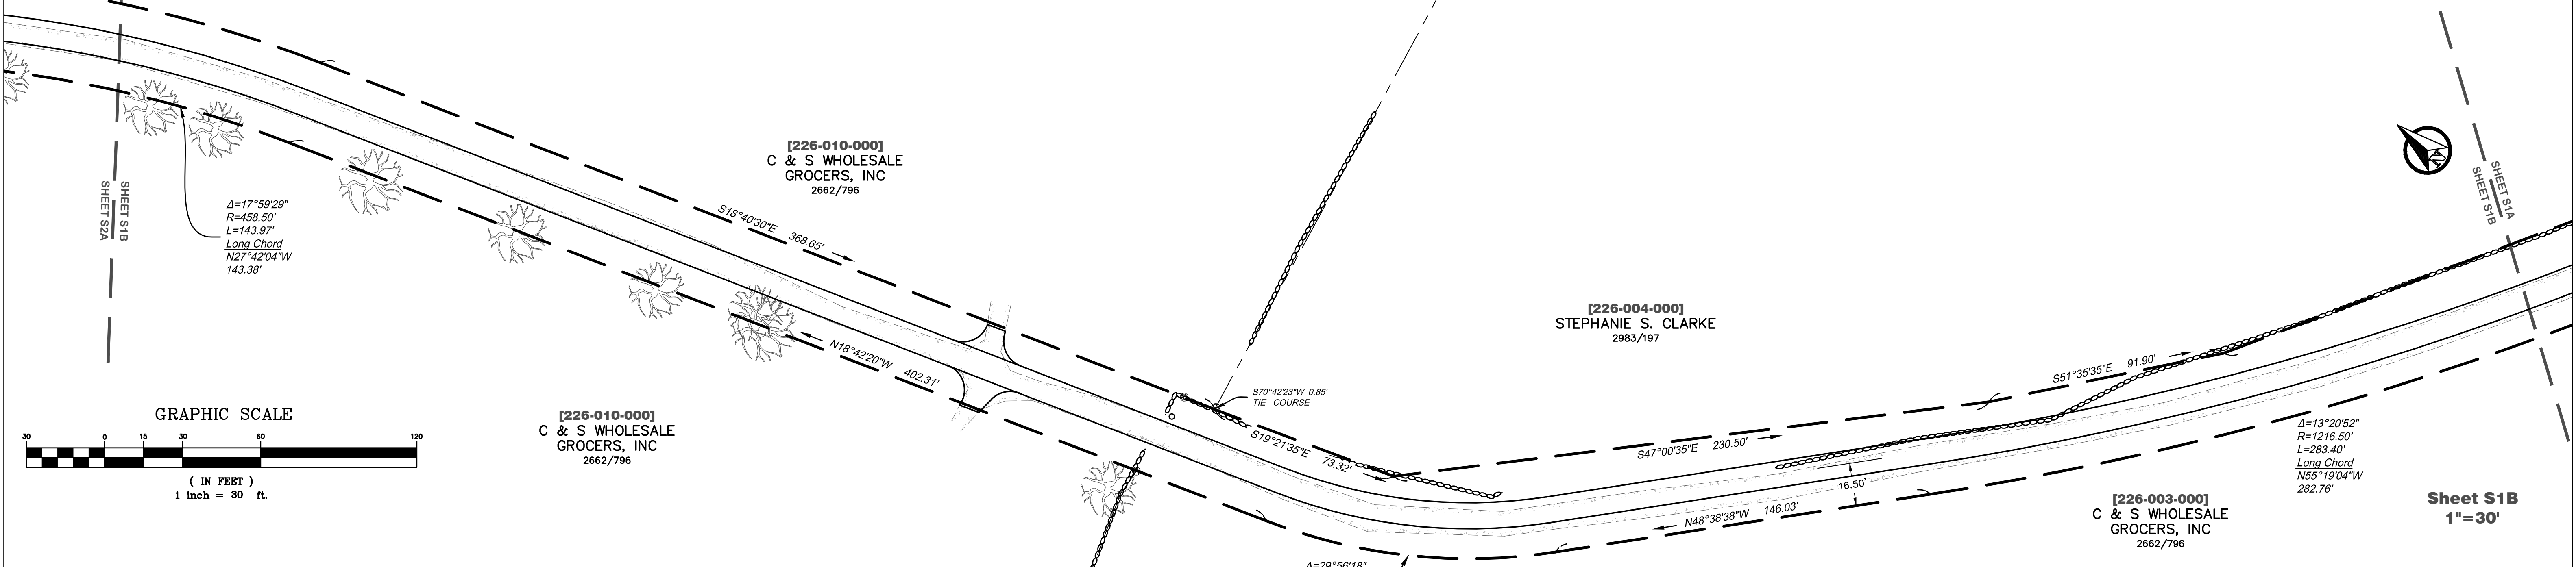 [226-010-000]
C & S WHOLESALE
GROCERS, INC
2662/796
SHEET S1B
SHEET S2A
Δ=17°59'29"
R=458.50'
L=143.97'
Long Chord
N27°42'04"W
143.38'
S18°40'30"E 368.65'
N18°42'20"W 402.31'
SHEET S1A
SHEET S1B
[226-004-000]
STEPHANIE S. CLARKE
2983/197
S70°42'23"W 0.85'
TIE COURSE
S19°21'35"E 73.32'
S47°00'35"E 230.50'
S51°35'35"E 91.90'
GRAPHIC SCALE
30 0 15 30 60 120
( IN FEET )
1 inch = 30 ft.
[226-010-000]
C & S WHOLESALE
GROCERS, INC
2662/796
16.50'
N48°38'38"W 146.03'
Δ=13°20'52"
R=1216.50'
L=283.40'
Long Chord
N55°19'04"W
282.76'
[226-003-000]
C & S WHOLESALE
GROCERS, INC
2662/796
Sheet S1B
1"=30'
Δ=29°56'18"